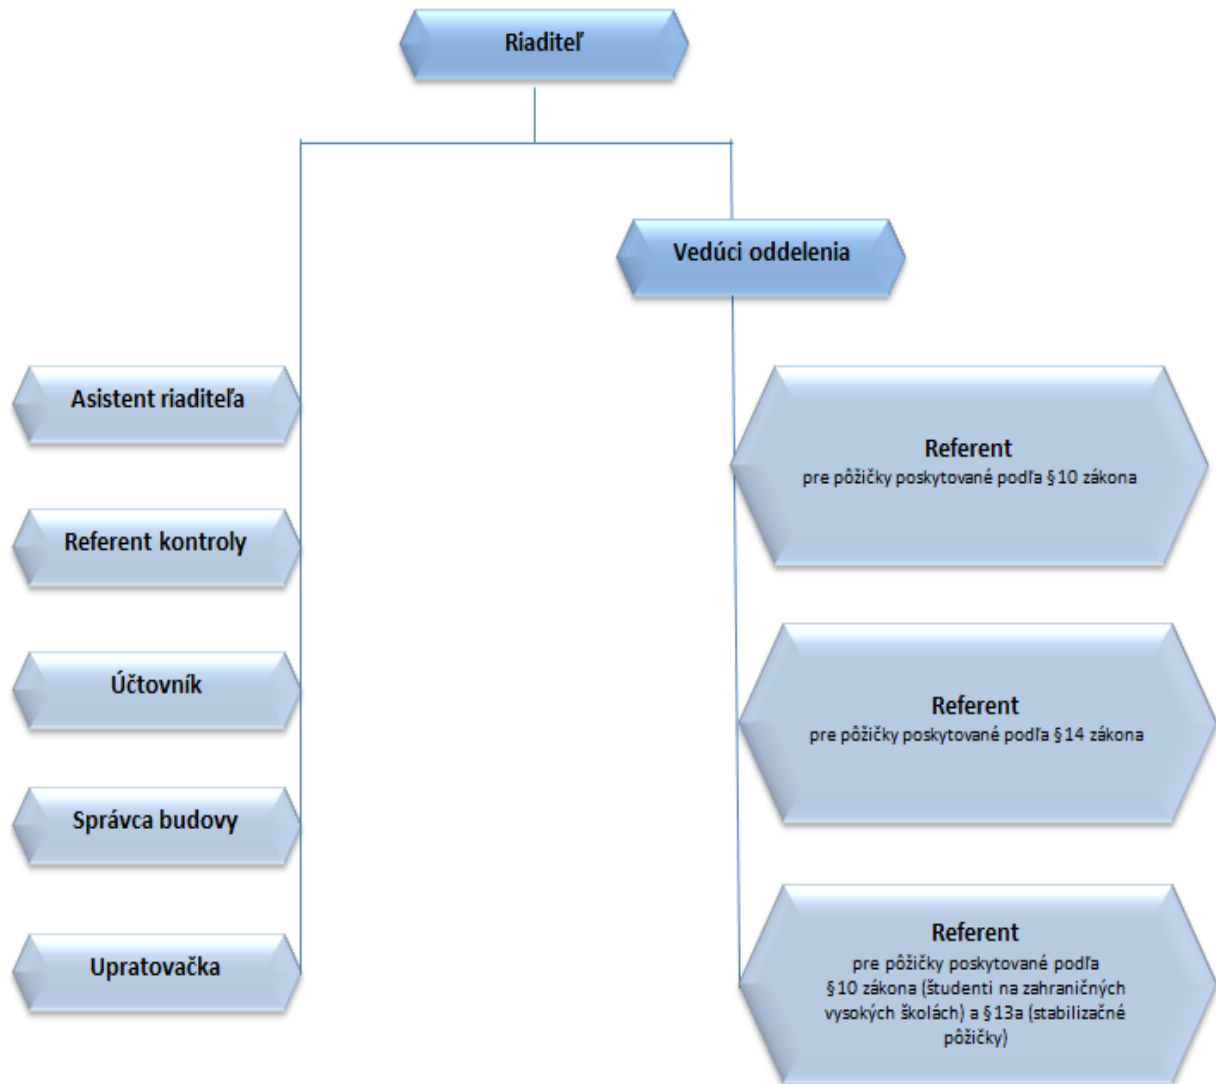 Riaditeľ
Vedúci oddelenia
Asistent riaditeľa
Referent kontroly
Účtovník
Správca budovy
Upratovačka
Referent
pre pôžičky poskytované podľa §10 zákona
Referent
pre pôžičky poskytované podľa §14 zákona
Referent
pre pôžičky poskytované podľa
§10 zákona (študenti na zahraničných
vysokých školách) a §13a (stabilizačné
pôžičky)